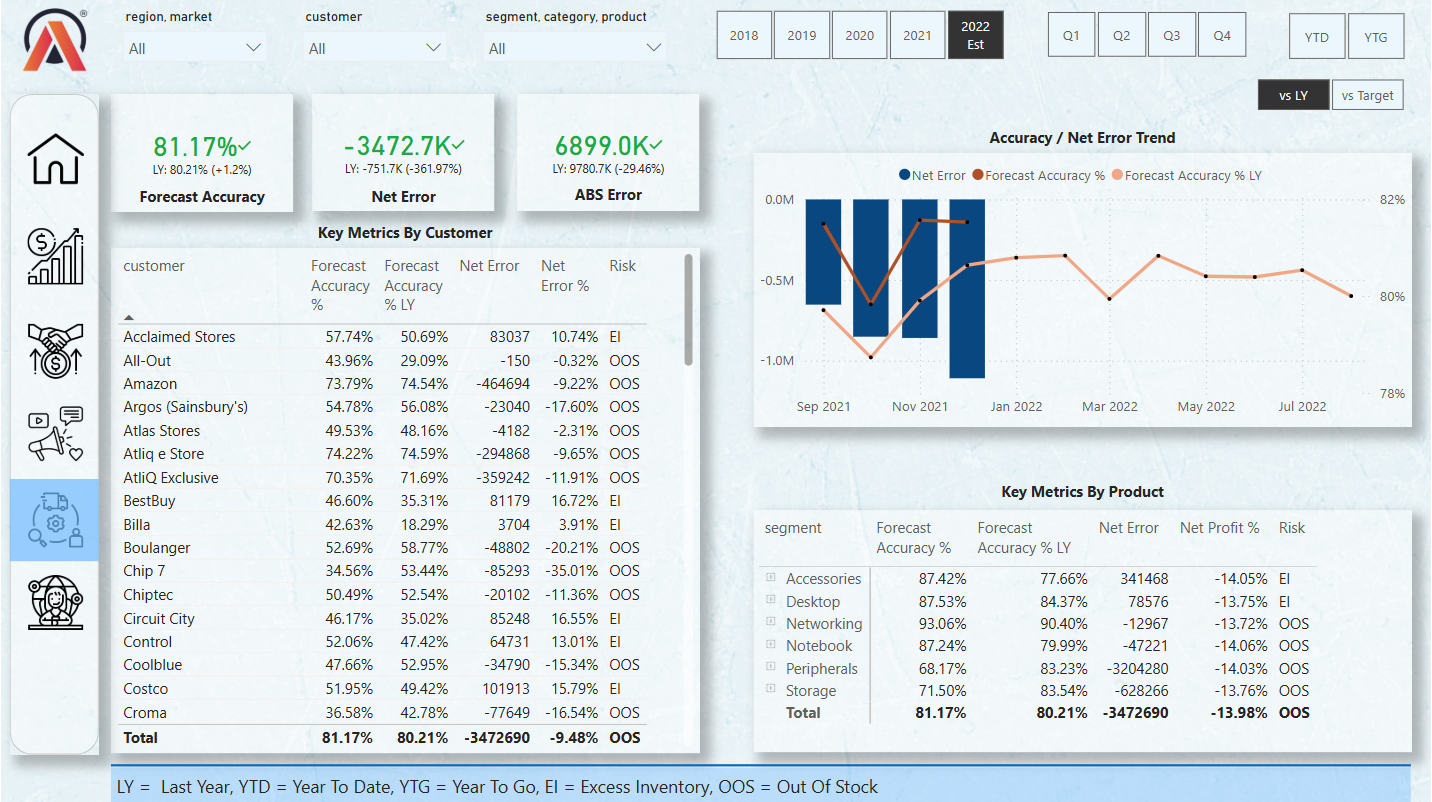 region, market customer segment, category, product
All All All
2018 2019 2020 2021 2022 Est Q1 Q2 Q3 Q4 YTD YTG
vs LY vs Target
81.17%✓
LY: 80.21% (+1.2%)
Forecast Accuracy
-3472.7K✓
LY: -751.7K (-361.97%)
Net Error
6899.0K✓
LY: 9780.7K (-29.46%)
ABS Error
Key Metrics By Customer
customer Forecast Accuracy % Forecast Accuracy % LY Net Error Net Error % Risk
Acclaimed Stores 57.74% 50.69% 83037 10.74% EI
All-Out 43.96% 29.09% -150 -0.32% OOS
Amazon 73.79% 74.54% -464694 -9.22% OOS
Argos (Sainsbury's) 54.78% 56.08% -23040 -17.60% OOS
Atlas Stores 49.53% 48.16% -4182 -2.31% OOS
Atliq e Store 74.22% 74.59% -294868 -9.65% OOS
AtliQ Exclusive 70.35% 71.69% -359242 -11.91% OOS
BestBuy 46.60% 35.31% 81179 16.72% EI
Billa 42.63% 18.29% 3704 3.91% EI
Boulanger 52.69% 58.77% -48802 -20.21% OOS
Chip 7 34.56% 53.44% -85293 -35.01% OOS
Chiptec 50.49% 52.54% -20102 -11.36% OOS
Circuit City 46.17% 35.02% 85248 16.55% EI
Control 52.06% 47.42% 64731 13.01% EI
Coolblue 47.66% 52.95% -34790 -15.34% OOS
Costco 51.95% 49.42% 101913 15.79% EI
Croma 36.58% 42.78% -77649 -16.54% OOS
Total 81.17% 80.21% -3472690 -9.48% OOS
Accuracy / Net Error Trend
Net Error Forecast Accuracy % Forecast Accuracy % LY
0.0M 82%
-0.5M 80%
-1.0M 78%
Sep 2021 Nov 2021 Jan 2022 Mar 2022 May 2022 Jul 2022
Key Metrics By Product
segment Forecast Accuracy % Forecast Accuracy % LY Net Error Net Profit % Risk
Accessories 87.42% 77.66% 341468 -14.05% EI
Desktop 87.53% 84.37% 78576 -13.75% EI
Networking 93.06% 90.40% -12967 -13.72% OOS
Notebook 87.24% 79.99% -47221 -14.06% OOS
Peripherals 68.17% 83.23% -3204280 -14.03% OOS
Storage 71.50% 83.54% -628266 -13.76% OOS
Total 81.17% 80.21% -3472690 -13.98% OOS
LY = Last Year, YTD = Year To Date, YTG = Year To Go, EI = Excess Inventory, OOS = Out Of Stock